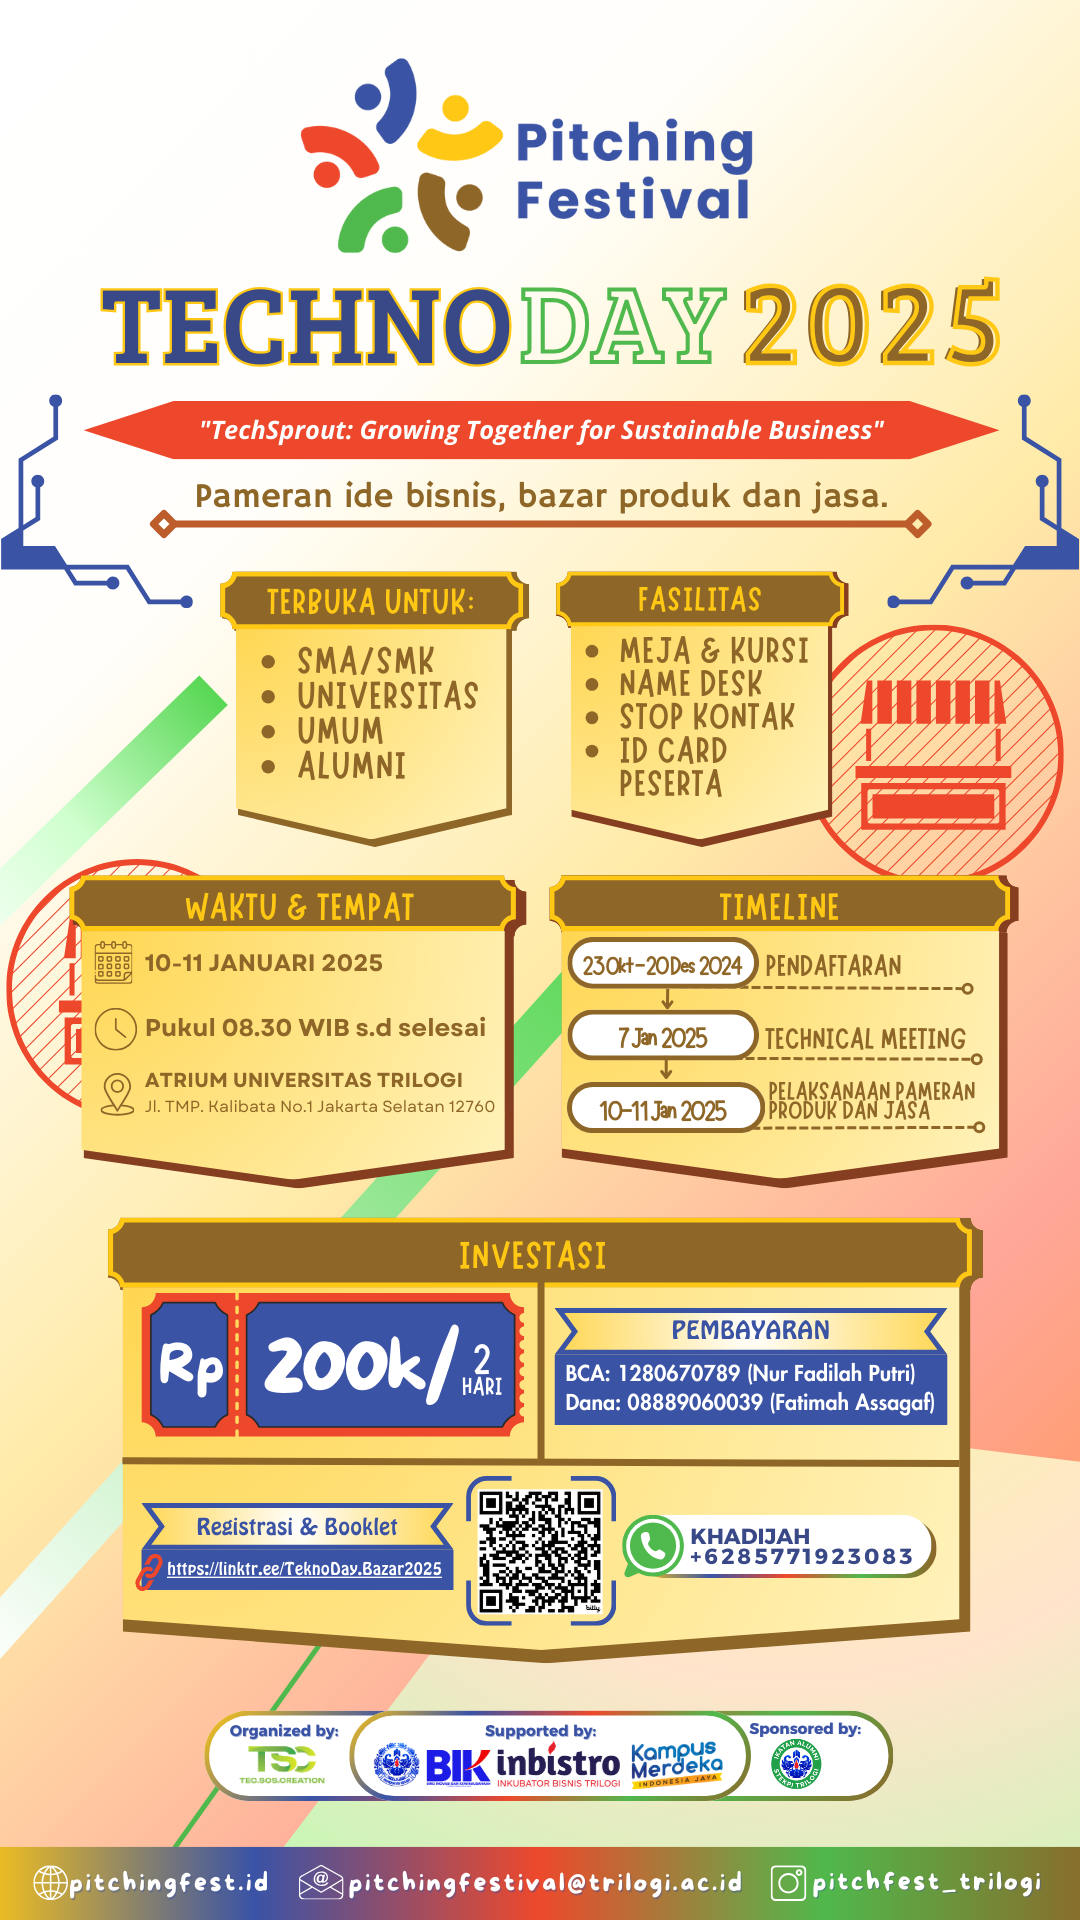 Pitching
Festival
TECHNODAY 2025
"TechSprout: Growing Together for Sustainable Business"
Pameran ide bisnis, bazar produk dan jasa.
TERBUKA UNTUK:
• SMA/SMK
• UNIVERSITAS
• UMUM
• ALUMNI
FASILITAS
• MEJA & KURSI
• NAME DESK
• STOP KONTAK
• ID CARD
PESERTA
WAKTU & TEMPAT
10-11 JANUARI 2025
Pukul 08.30 WIB s.d selesai
ATRIUM UNIVERSITAS TRILOGI
Jl. TMP. Kalibata No.1 Jakarta Selatan 12760
TIMELINE
23 Okt-20 Des 2024 PENDAFTARAN
7 Jan 2025 TECHNICAL MEETING
10-11 Jan 2025 PELAKSANAAN PAMERAN
PRODUK DAN JASA
INVESTASI
Rp 200k/ 2
HARI
PEMBAYARAN
BCA: 1280670789 (Nur Fadilah Putri)
Dana: 08889060039 (Fatimah Assagaf)
Registrasi & Booklet
https://linktr.ee/TeknoDay.Bazar2025
bitly
KHADIJAH
+6285771923083
Organized by:
TSC
TEC.SOS.CREATION
Supported by:
BIK
inbistro
INKUBATOR BISNIS TRILOGI
Kampus
Merdeka
INDONESIA JAYA
Sponsored by:
IKATAN ALUMNI
STEKPI TRILOGI
pitchingfest.id pitchingfestival@trilogi.ac.id pitchfest_trilogi